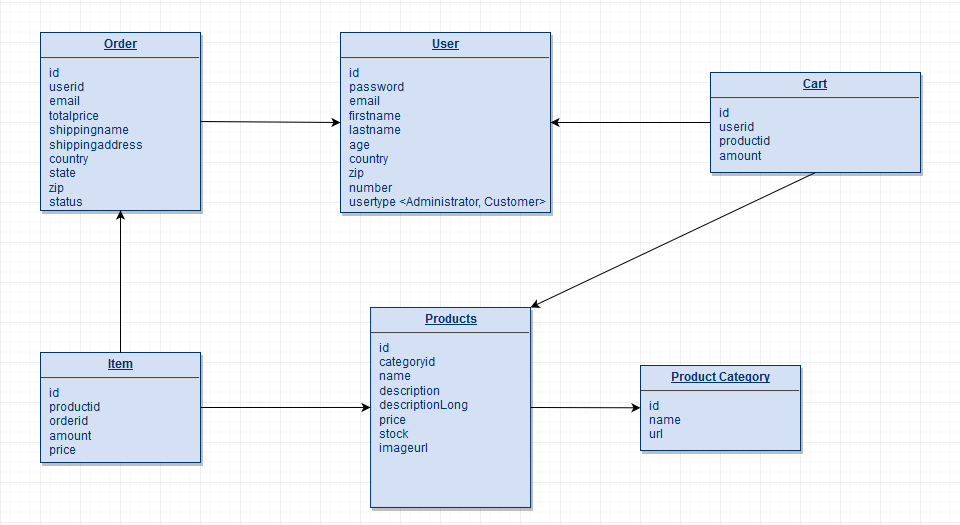 Order
id
userid
email
totalprice
shippingname
shippingaddress
country
state
zip
status
User
id
password
email
firstname
lastname
age
country
zip
number
usertype <Administrator, Customer>
Cart
id
userid
productid
amount
Item
id
productid
orderid
amount
price
Products
id
categoryid
name
description
descriptionLong
price
stock
imageurl
Product Category
id
name
url